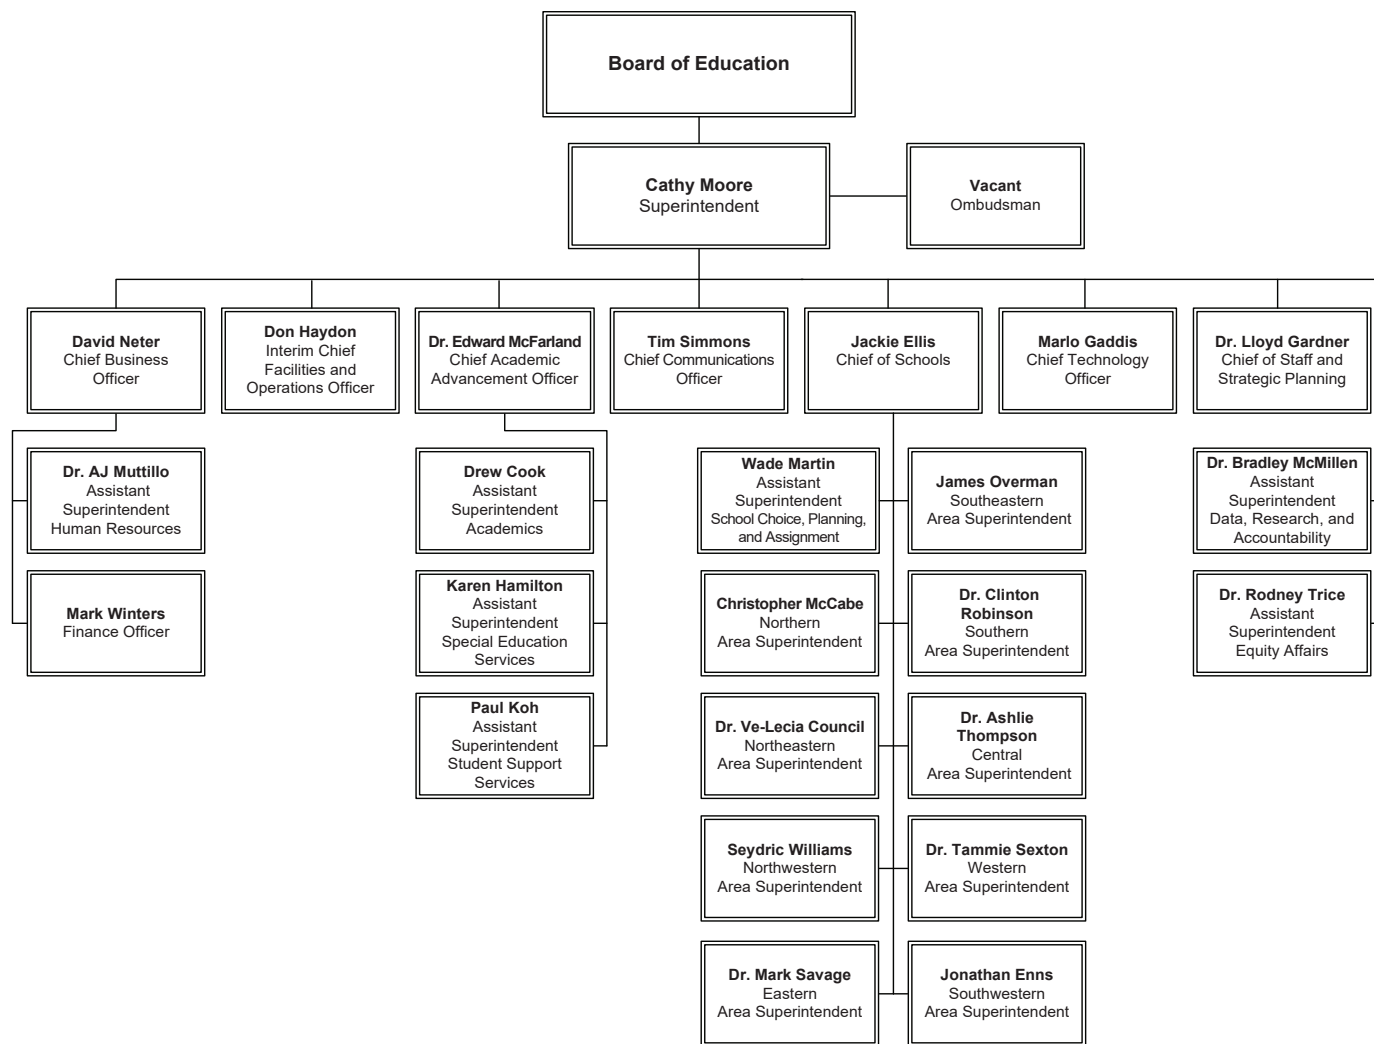 Board of Education
Cathy Moore
Superintendent
Vacant
Ombudsman
David Neter
Chief Business
Officer
Don Haydon
Interim Chief
Facilities and
Operations Officer
Dr. Edward McFarland
Chief Academic
Advancement Officer
Tim Simmons
Chief Communications
Officer
Jackie Ellis
Chief of Schools
Marlo Gaddis
Chief Technology
Officer
Dr. Lloyd Gardner
Chief of Staff and
Strategic Planning
Dr. AJ Muttillo
Assistant
Superintendent
Human Resources
Drew Cook
Assistant
Superintendent
Academics
Wade Martin
Assistant
Superintendent
School Choice, Planning,
and Assignment
James Overman
Southeastern
Area Superintendent
Dr. Bradley McMillen
Assistant
Superintendent
Data, Research, and
Accountability
Mark Winters
Finance Officer
Karen Hamilton
Assistant
Superintendent
Special Education
Services
Christopher McCabe
Northern
Area Superintendent
Dr. Clinton
Robinson
Southern
Area Superintendent
Dr. Rodney Trice
Assistant
Superintendent
Equity Affairs
Paul Koh
Assistant
Superintendent
Student Support
Services
Dr. Ve-Lecia Council
Northeastern
Area Superintendent
Dr. Ashlie
Thompson
Central
Area Superintendent
Seydric Williams
Northwestern
Area Superintendent
Dr. Tammie Sexton
Western
Area Superintendent
Dr. Mark Savage
Eastern
Area Superintendent
Jonathan Enns
Southwestern
Area Superintendent